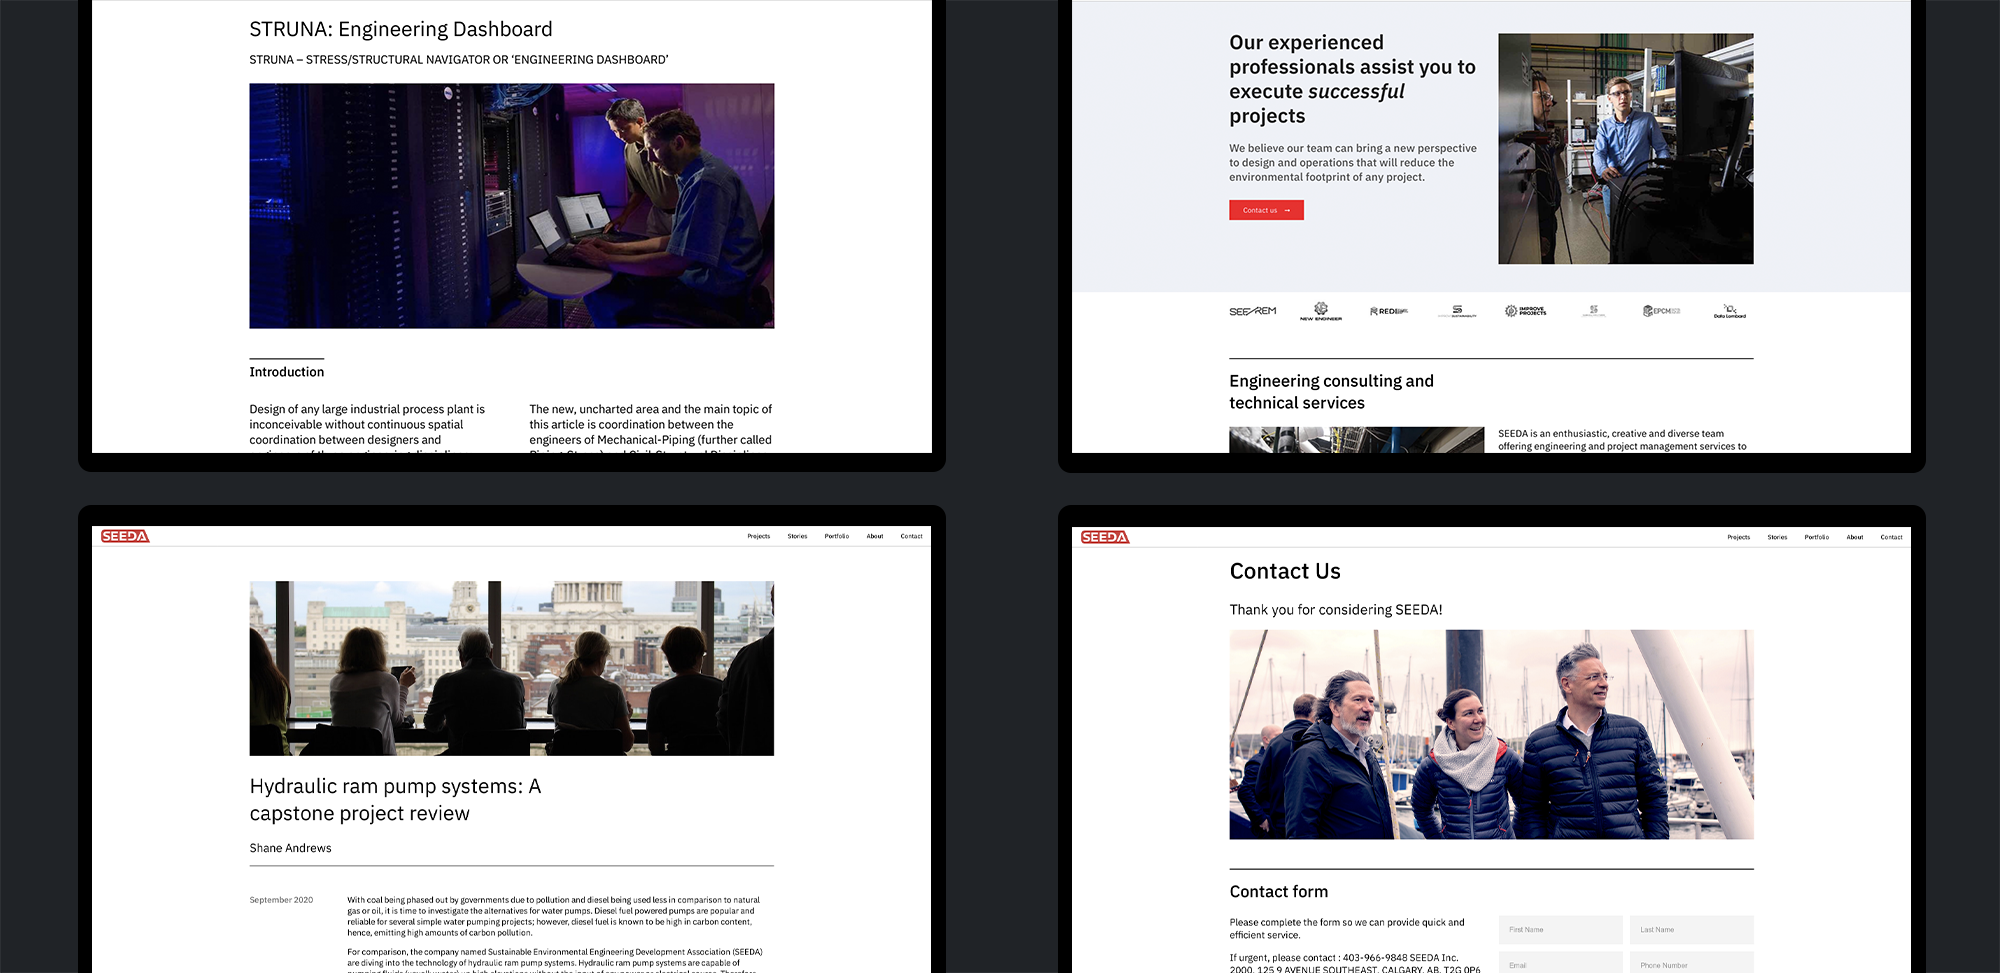 STRUNA: Engineering Dashboard
STRUNA – STRESS/STRUCTURAL NAVIGATOR OR ‘ENGINEERING DASHBOARD’
Introduction
Design of any large industrial process plant is
inconceivable without continuous spatial
coordination between designers and
The new, uncharted area and the main topic of
this article is coordination between the
engineers of Mechanical-Piping (further called
Our experienced
professionals assist you to
execute successful
projects
We believe our team can bring a new perspective
to design and operations that will reduce the
environmental footprint of any project.
Contact us →
SEE/REM
NEW ENGINEER
REDI
SUSTAINABILITY
IMPROVE
PROJECTS
EPCM
Data Lombard
Engineering consulting and
technical services
SEEDA is an enthusiastic, creative and diverse team
offering engineering and project management services to
SEEDA
Projects Stories Portfolio About Contact
Hydraulic ram pump systems: A
capstone project review
Shane Andrews
September 2020
With coal being phased out by governments due to pollution and diesel being used less in comparison to natural
gas or oil, it is time to investigate the alternatives for water pumps. Diesel fuel powered pumps are popular and
reliable for several simple water pumping projects; however, diesel fuel is known to be high in carbon content,
hence, emitting high amounts of carbon pollution.
For comparison, the company named Sustainable Environmental Engineering Development Association (SEEDA)
are diving into the technology of hydraulic ram pump systems. Hydraulic ram pump systems are capable of
SEEDA
Projects Stories Portfolio About Contact
Contact Us
Thank you for considering SEEDA!
Contact form
Please complete the form so we can provide quick and
efficient service.
If urgent, please contact : 403-966-9848 SEEDA Inc.
2000, 125 9 AVENUE SOUTHEAST, CALGARY, AB, T2G 0P6
First Name
Last Name
Email
Phone Number